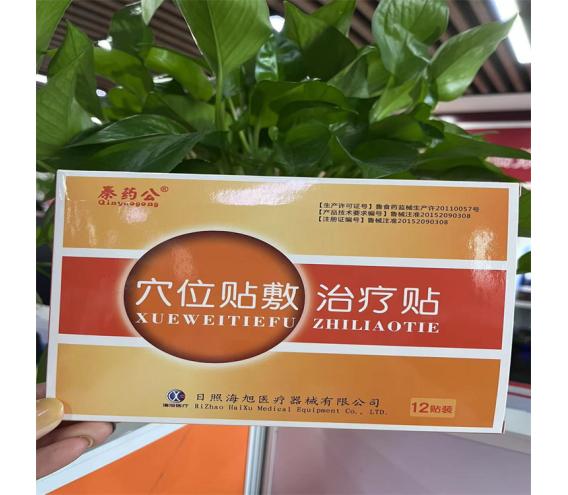 秦药公®
Qinyaogong
【生产许可证号】鲁食药监械生产许20110057号
【产品技术要求编号】鲁械注准20152090308
【注册证编号】鲁械注准20152090308
穴位贴敷 治疗贴
XUEWEITIEFU ZHILIAOTIE
海旭医疗
日照海旭医疗器械有限公司
RiZhao HaiXu Medical Equipment Co., LTD.
12贴装